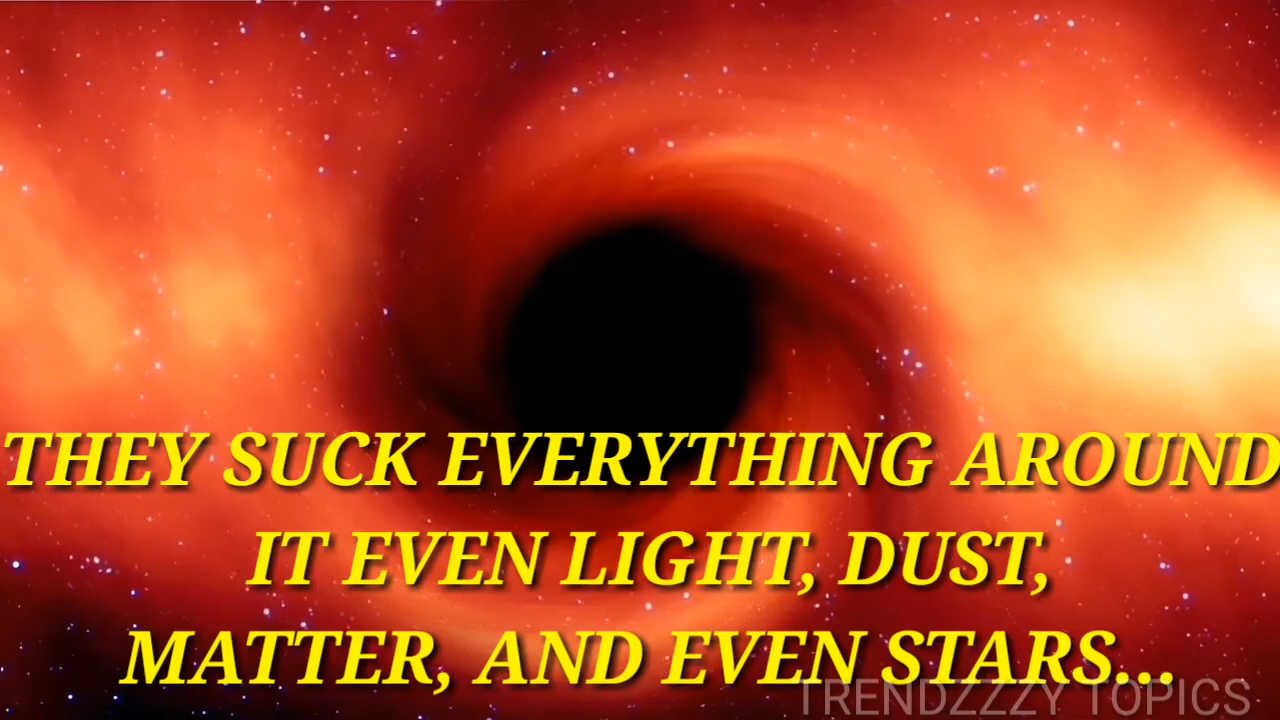 THEY SUCK EVERYTHING AROUND
IT EVEN LIGHT, DUST,
MATTER, AND EVEN STARS...
TRENDZZZY TOPICS